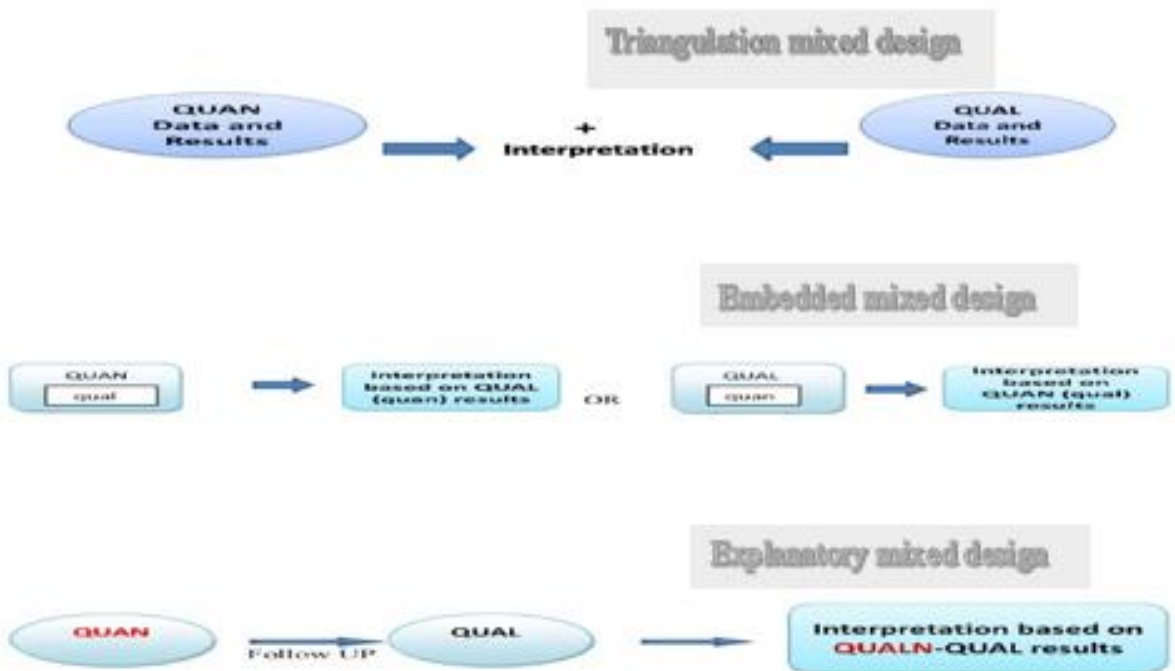 Triangulation mixed design
QUAN
Data and
Results
+
Interpretation
QUAL
Data and
Results
Embedded mixed design
QUAN
qual
Interpretation
based on QUAL
(quan) results
OR
QUAL
quan
Interpretation
based on
QUAN (qual)
results
Explanatory mixed design
QUAN
Follow UP
QUAL
Interpretation based on
QUALN-QUAL results